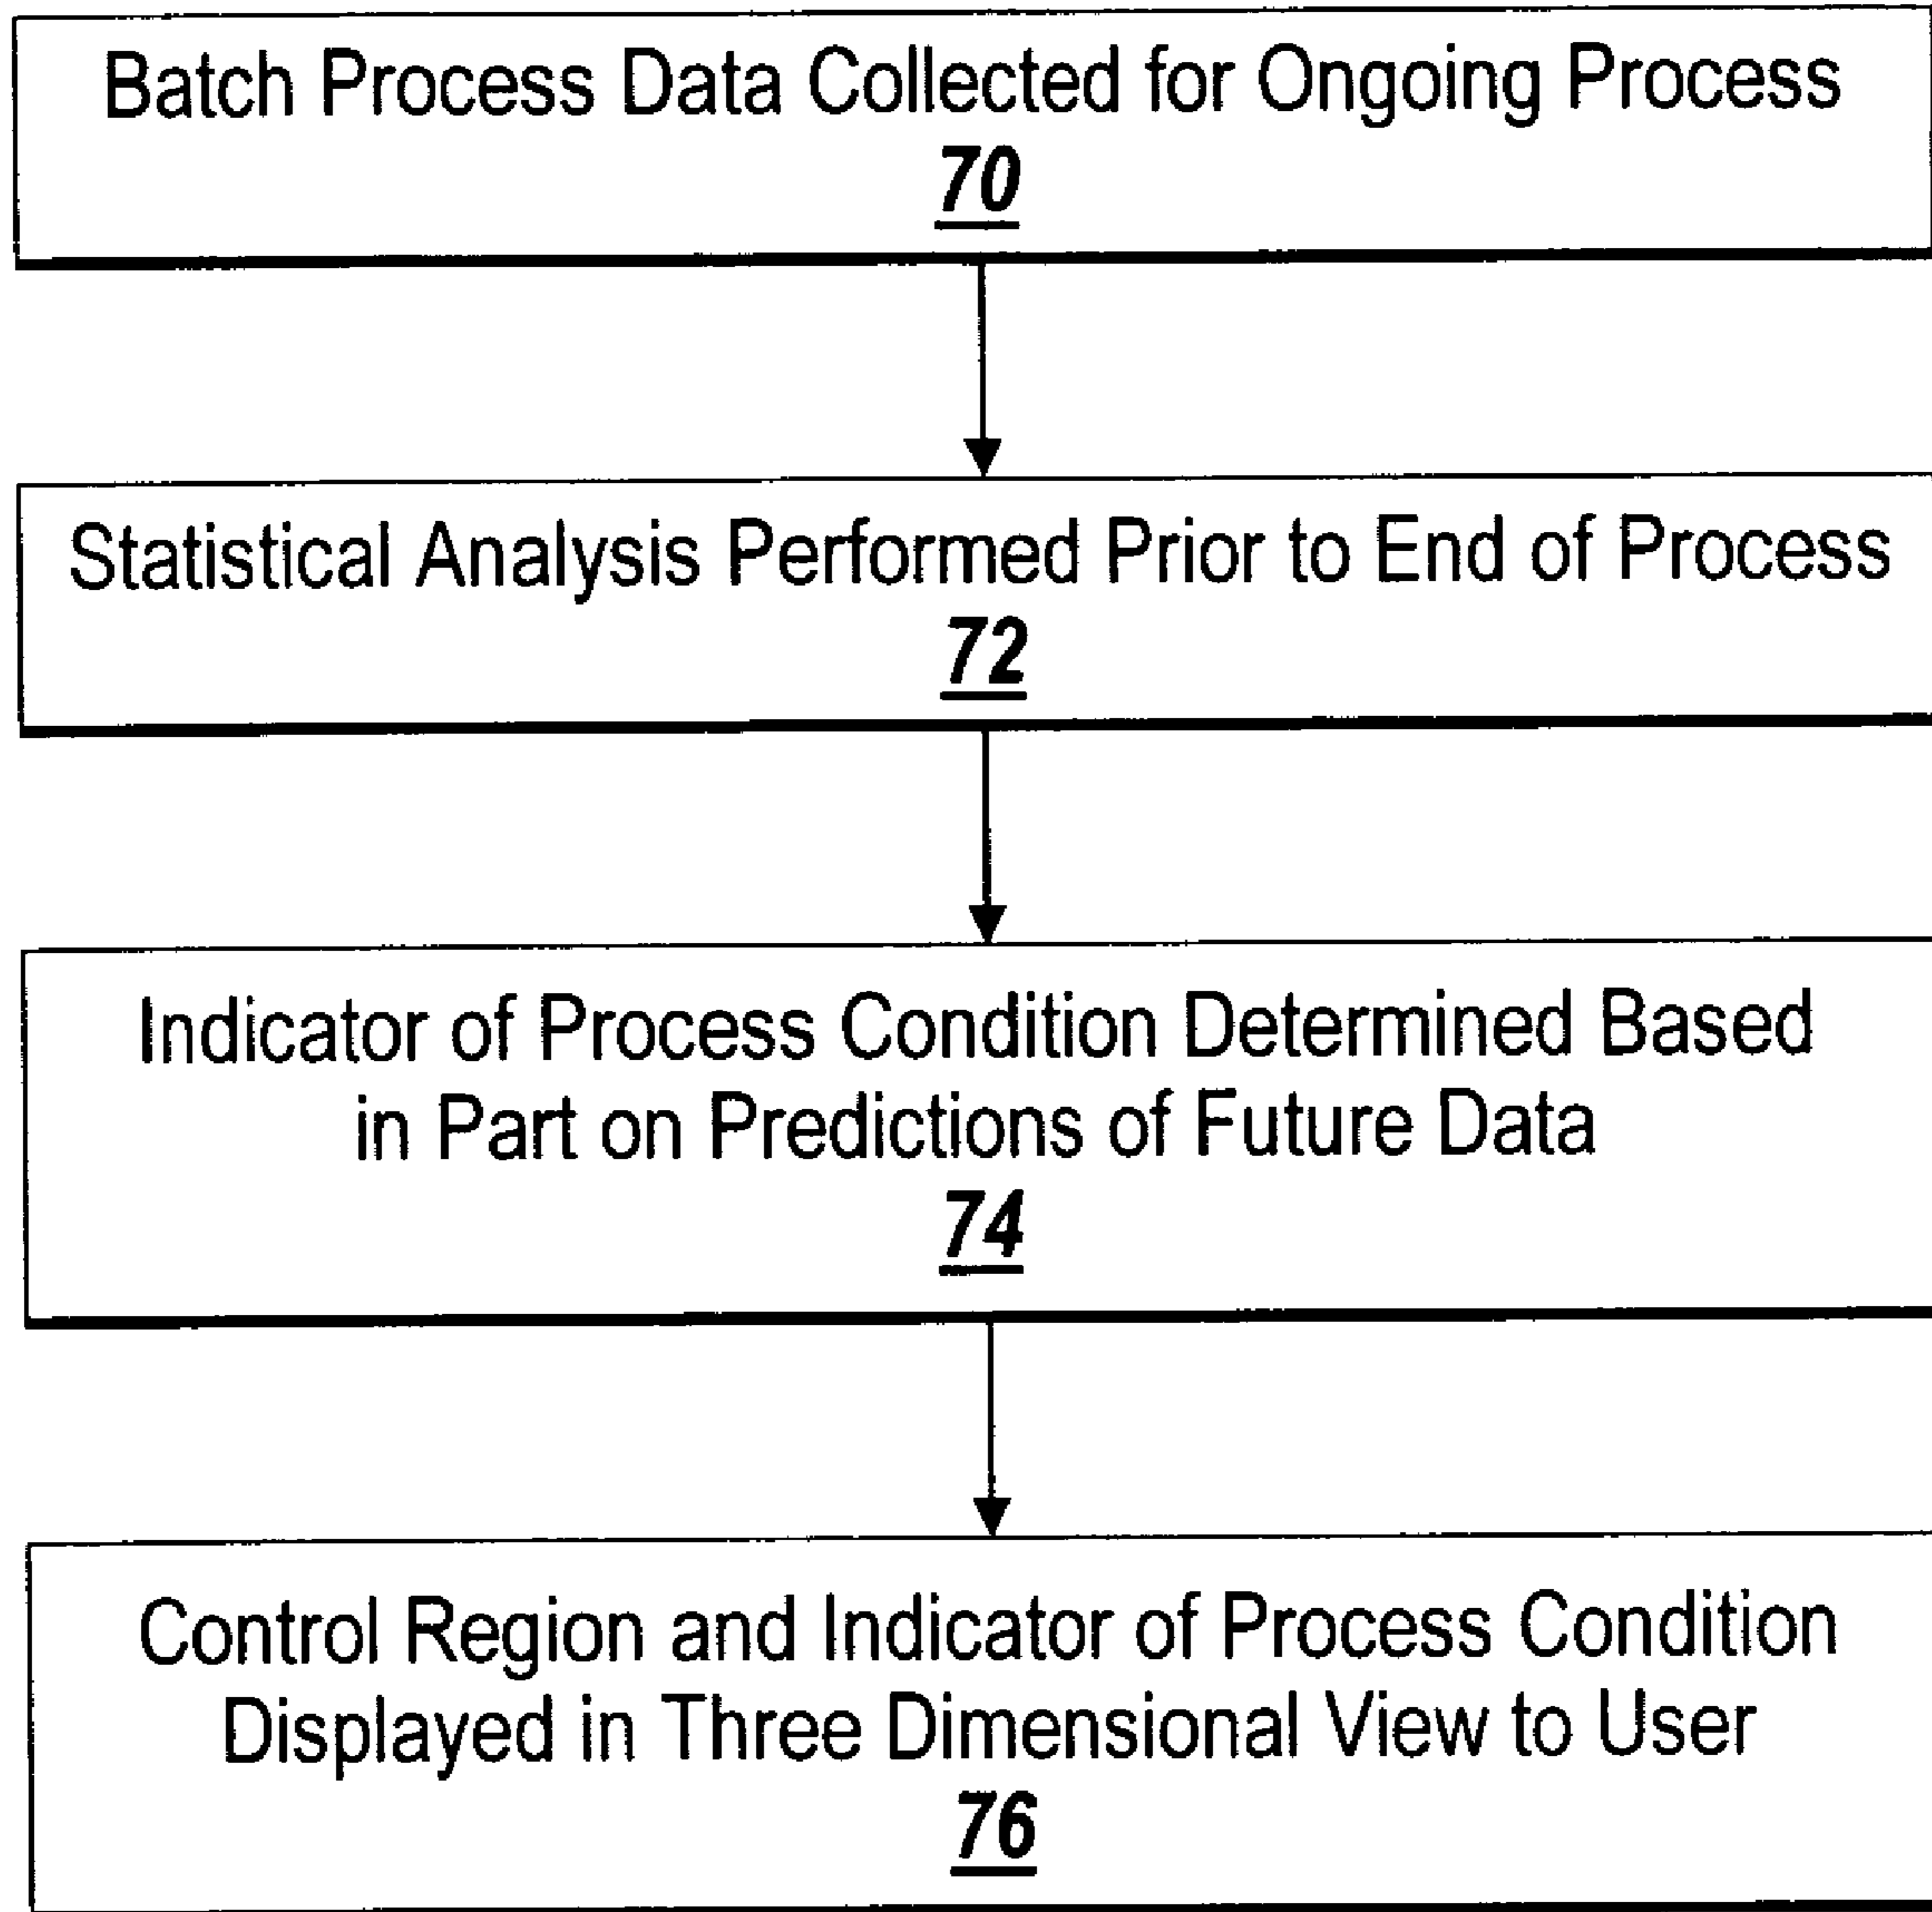 Batch Process Data Collected for Ongoing Process
70
Statistical Analysis Performed Prior to End of Process
72
Indicator of Process Condition Determined Based
in Part on Predictions of Future Data
74
Control Region and Indicator of Process Condition
Displayed in Three Dimensional View to User
76